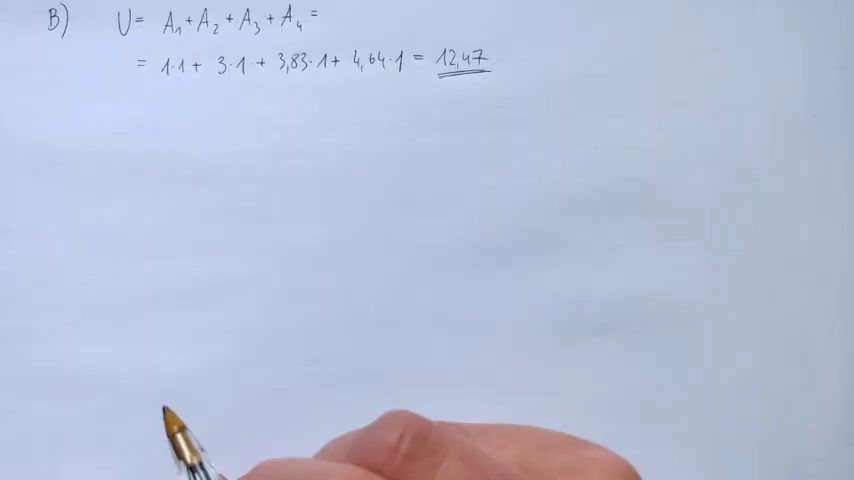 B) U = A₁ + A₂ + A₃ + A₄ =
= 1·1 + 3·1 + 3,83·1 + 4,64·1 = 12,47